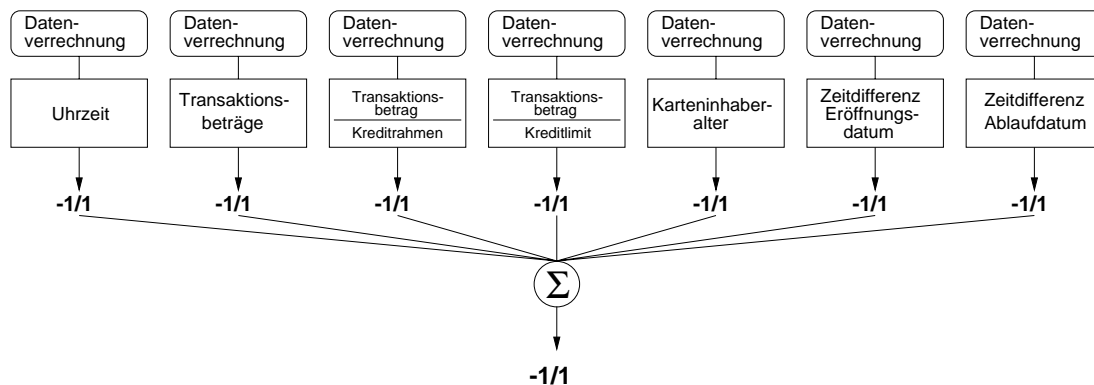 Daten-
verrechnung
Daten-
verrechnung
Daten-
verrechnung
Daten-
verrechnung
Daten-
verrechnung
Daten-
verrechnung
Daten-
verrechnung
Uhrzeit
Transaktions-
beträge
Transaktions-
betrag
Kreditrahmen
Transaktions-
betrag
Kreditlimit
Karteninhaber-
alter
Zeitdifferenz
Eröffnungs-
datum
Zeitdifferenz
Ablaufdatum
-1/1
-1/1
-1/1
-1/1
-1/1
-1/1
-1/1
Σ
-1/1